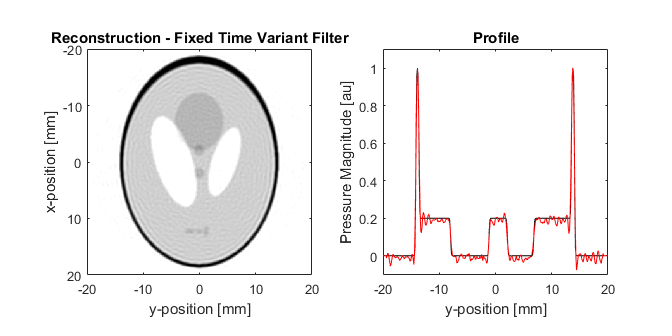 Reconstruction - Fixed Time Variant Filter
-20
-10
0
10
20
x-position [mm]
-20 -10 0 10 20
y-position [mm]
Profile
1
0.8
0.6
0.4
0.2
0
Pressure Magnitude [au]
-20 -10 0 10 20
y-position [mm]